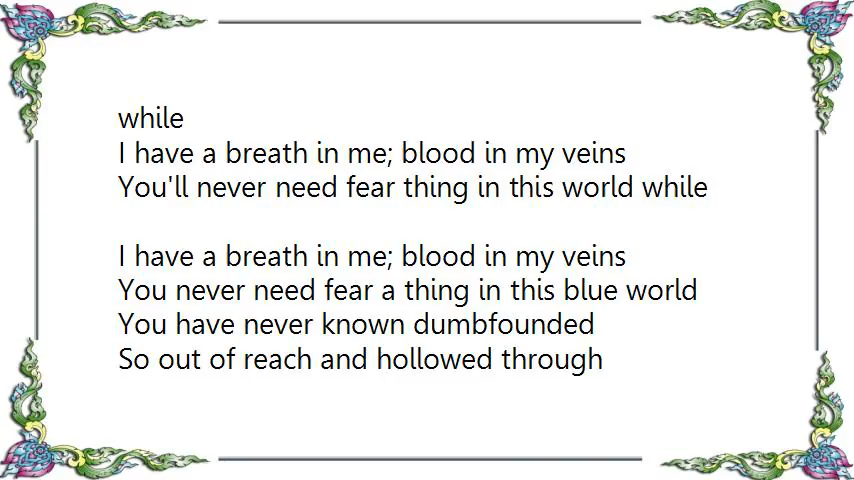 while
I have a breath in me; blood in my veins
You'll never need fear thing in this world while
I have a breath in me; blood in my veins
You never need fear a thing in this blue world
You have never known dumbfounded
So out of reach and hollowed through